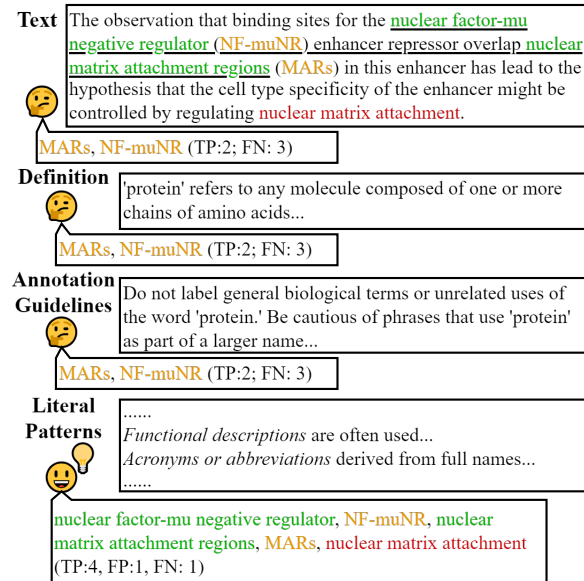 Text
The observation that binding sites for the nuclear factor-mu
negative regulator (NF-muNR) enhancer repressor overlap nuclear
matrix attachment regions (MARs) in this enhancer has lead to the
hypothesis that the cell type specificity of the enhancer might be
controlled by regulating nuclear matrix attachment.
MARs, NF-muNR (TP:2; FN: 3)
Definition
'protein' refers to any molecule composed of one or more
chains of amino acids...
MARs, NF-muNR (TP:2; FN: 3)
Annotation
Guidelines
Do not label general biological terms or unrelated uses of
the word 'protein.' Be cautious of phrases that use 'protein'
as part of a larger name...
MARs, NF-muNR (TP:2; FN: 3)
Literal
Patterns
......
Functional descriptions are often used...
Acronyms or abbreviations derived from full names...
......
nuclear factor-mu negative regulator, NF-muNR, nuclear
matrix attachment regions, MARs, nuclear matrix attachment
(TP:4, FP:1, FN: 1)